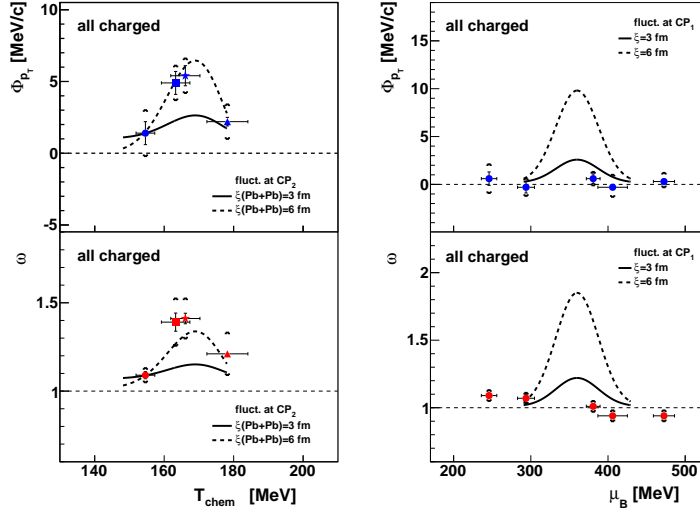 Φ_{p_T} [MeV/c]
10
5
0
-5
all charged
fluct. at CP_2
ξ(Pb+Pb)=3 fm
ξ(Pb+Pb)=6 fm
ω
1.5
1
all charged
fluct. at CP_2
ξ(Pb+Pb)=3 fm
ξ(Pb+Pb)=6 fm
140 160 180 200
T_{chem} [MeV]
Φ_{p_T} [MeV/c]
15
10
5
0
all charged
fluct. at CP_1
ξ=3 fm
ξ=6 fm
ω
2
1.5
1
all charged
fluct. at CP_1
ξ=3 fm
ξ=6 fm
200 300 400 500
μ_B [MeV]